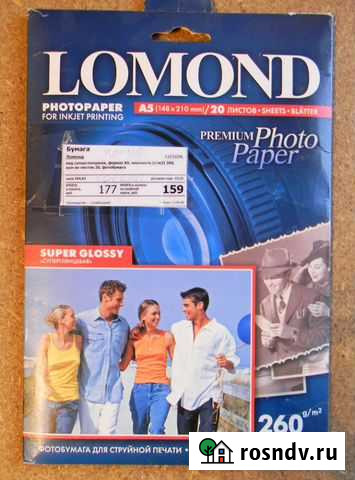 LOMOND
PHOTOPAPER
FOR INKJET PRINTING
A5 (148 x 210 mm) / 20 ЛИСТОВ • SHEETS • BLÄTTER
PREMIUM Photo
Paper
Бумага
177
159
SUPER GLOSSY
«СУПЕРГЛЯНЦЕВАЯ»
260 g/m²
ФОТОБУМАГА ДЛЯ СТРУЙНОЙ ПЕЧАТИ •
rosndv.ru